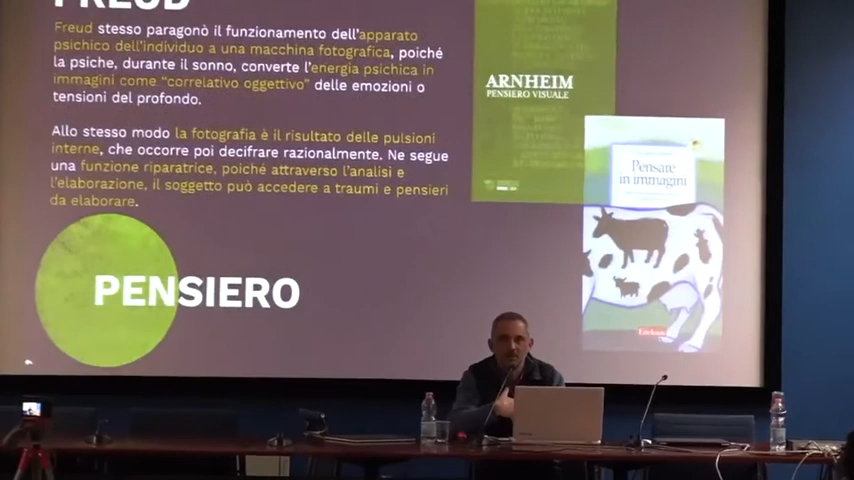 FREUD
Freud stesso paragonò il funzionamento dell'apparato
psichico dell'individuo a una macchina fotografica, poiché
la psiche, durante il sonno, converte l'energia psichica in
immagini come “correlativo oggettivo” delle emozioni o
tensioni del profondo.
Allo stesso modo la fotografia è il risultato delle pulsioni
interne, che occorre poi decifrare razionalmente. Ne segue
una funzione riparatrice, poiché attraverso l'analisi e
l'elaborazione, il soggetto può accedere a traumi e pensieri
da elaborare.
PENSIERO
ARNHEIM
PENSIERO VISUALE
Pensare
in immagini
Erickson